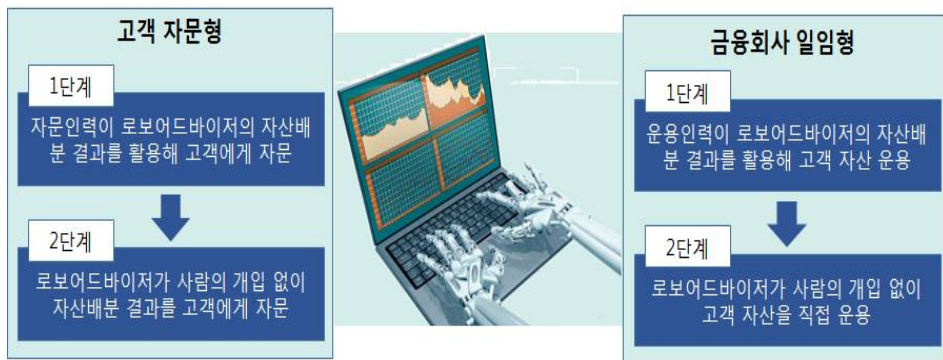 고객 자문형
1단계
자문인력이 로보어드바이저의 자산배
분 결과를 활용해 고객에게 자문
2단계
로보어드바이저가 사람의 개입 없이
자산배분 결과를 고객에게 자문
금융회사 일임형
1단계
운용인력이 로보어드바이저의 자산배
분 결과를 활용해 고객 자산 운용
2단계
로보어드바이저가 사람의 개입 없이
고객 자산을 직접 운용